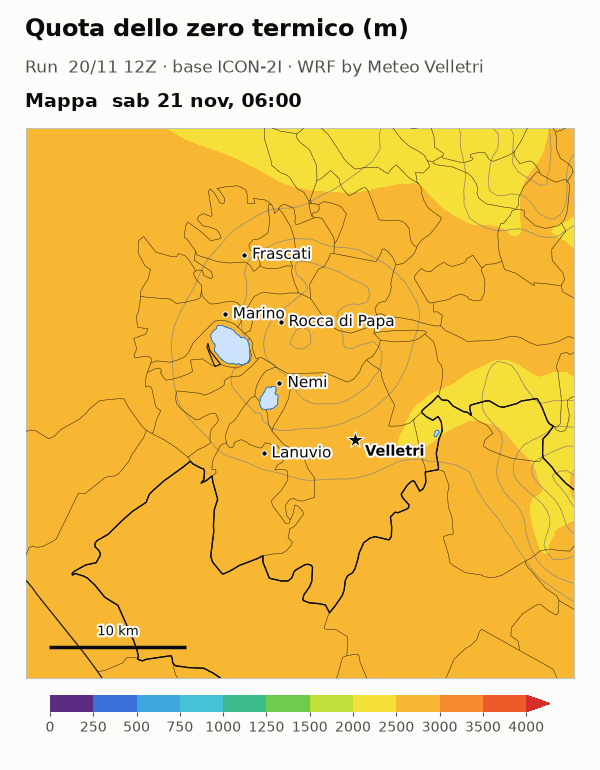 Quota dello zero termico (m)
Run  20/11 12Z · base ICON-2I · WRF by Meteo Velletri
Mappa  sab 21 nov, 06:00
Frascati
Marino
Rocca di Papa
Nemi
Velletri
Lanuvio
10 km
0 250 500 750 1000 1250 1500 2000 2500 3000 3500 4000